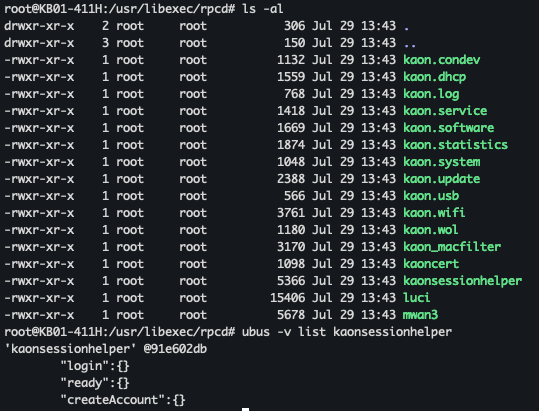 root@KB01-411H:/usr/libexec/rpcd# ls -al
drwxr-xr-x    2 root     root           306 Jul 29 13:43 .
drwxr-xr-x    3 root     root           150 Jul 29 13:43 ..
-rwxr-xr-x    1 root     root          1132 Jul 29 13:43 kaon.condev
-rwxr-xr-x    1 root     root          1559 Jul 29 13:43 kaon.dhcp
-rwxr-xr-x    1 root     root           768 Jul 29 13:43 kaon.log
-rwxr-xr-x    1 root     root          1418 Jul 29 13:43 kaon.service
-rwxr-xr-x    1 root     root          1669 Jul 29 13:43 kaon.software
-rwxr-xr-x    1 root     root          1874 Jul 29 13:43 kaon.statistics
-rwxr-xr-x    1 root     root          1048 Jul 29 13:43 kaon.system
-rwxr-xr-x    1 root     root          2388 Jul 29 13:43 kaon.update
-rwxr-xr-x    1 root     root           566 Jul 29 13:43 kaon.usb
-rwxr-xr-x    1 root     root          3761 Jul 29 13:43 kaon.wifi
-rwxr-xr-x    1 root     root          1180 Jul 29 13:43 kaon.wol
-rwxr-xr-x    1 root     root          3170 Jul 29 13:43 kaon_macfilter
-rwxr-xr-x    1 root     root          1098 Jul 29 13:43 kaoncert
-rwxr-xr-x    1 root     root          5366 Jul 29 13:43 kaonsessionhelper
-rwxr-xr-x    1 root     root         15406 Jul 29 13:43 luci
-rwxr-xr-x    1 root     root          5678 Jul 29 13:43 mwan3
root@KB01-411H:/usr/libexec/rpcd# ubus -v list kaonsessionhelper
'kaonsessionhelper' @91e602db
        "login":{}
        "ready":{}
        "createAccount":{}